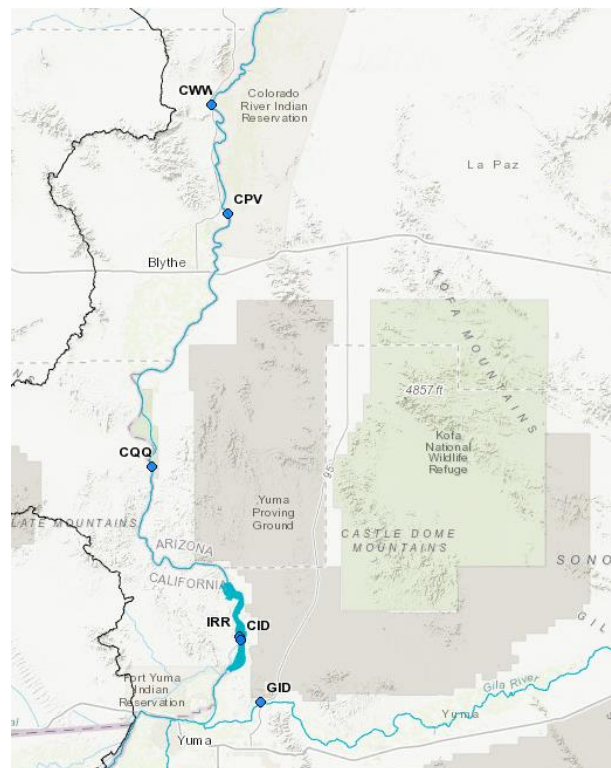 CWW
Colorado
River Indian
Reservation
La Paz
CPV
Blythe
KOFA MOUNTAINS
4857 ft
Kofa
National
Wildlife
Refuge
CQQ
95
Yuma
Proving
Ground
LATE MOUNTAINS
CASTLE DOME
MOUNTAINS
ARIZONA
CALIFORNIA
SONO
GIL
IRR
CID
Fort Yuma
Indian
Reservation
GID
Gila River
Yuma
Yuma